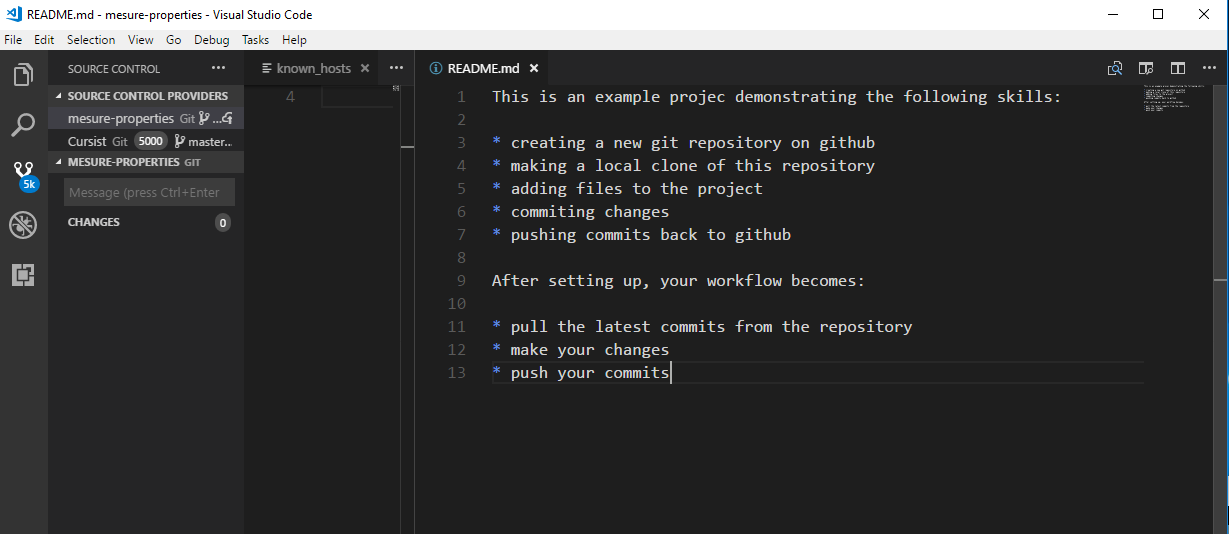 README.md - mesure-properties - Visual Studio Code
File Edit Selection View Go Debug Tasks Help
SOURCE CONTROL ...
SOURCE CONTROL PROVIDERS
mesure-properties Git ...
Cursist Git 5000 master...
MESURE-PROPERTIES GIT
Message (press Ctrl+Enter
CHANGES 0
5k
known_hosts × ...
4
README.md × ...
1 This is an example projec demonstrating the following skills:
2
3 * creating a new git repository on github
4 * making a local clone of this repository
5 * adding files to the project
6 * commiting changes
7 * pushing commits back to github
8
9 After setting up, your workflow becomes:
10
11 * pull the latest commits from the repository
12 * make your changes
13 * push your commits